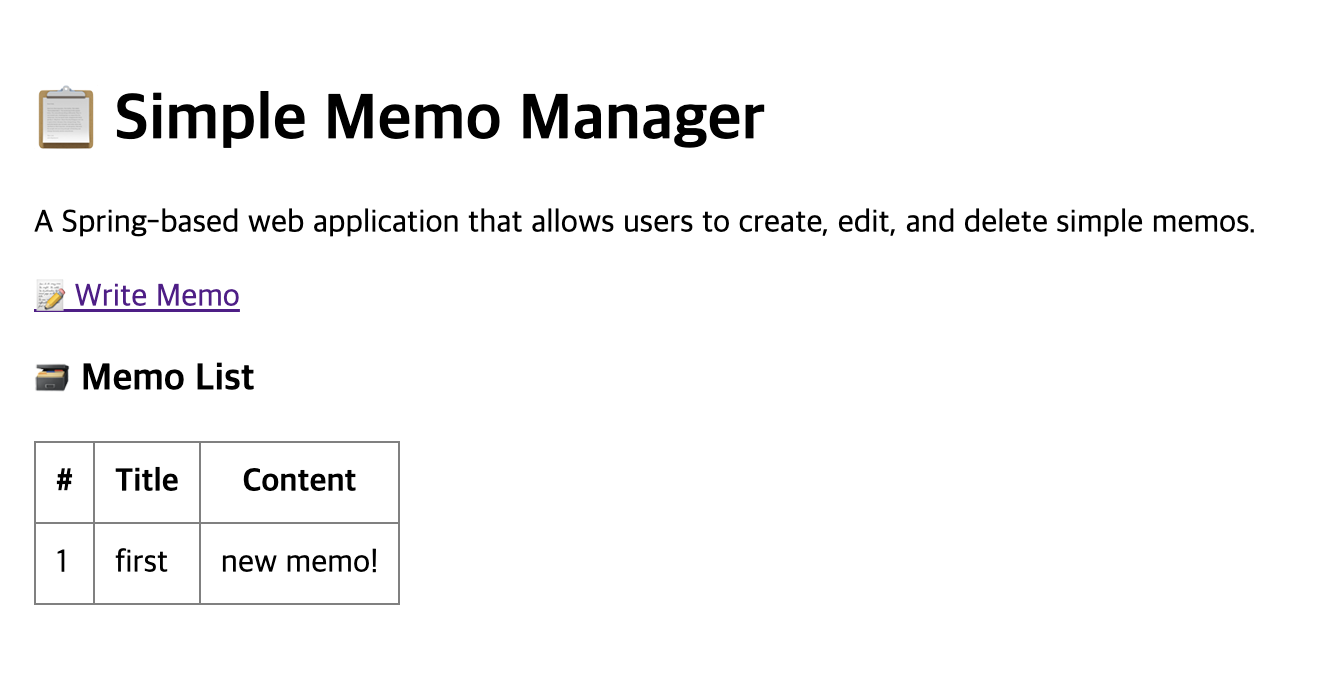 📋 Simple Memo Manager
A Spring-based web application that allows users to create, edit, and delete simple memos.
📝 Write Memo
🗃️ Memo List
# Title Content
1 first new memo!